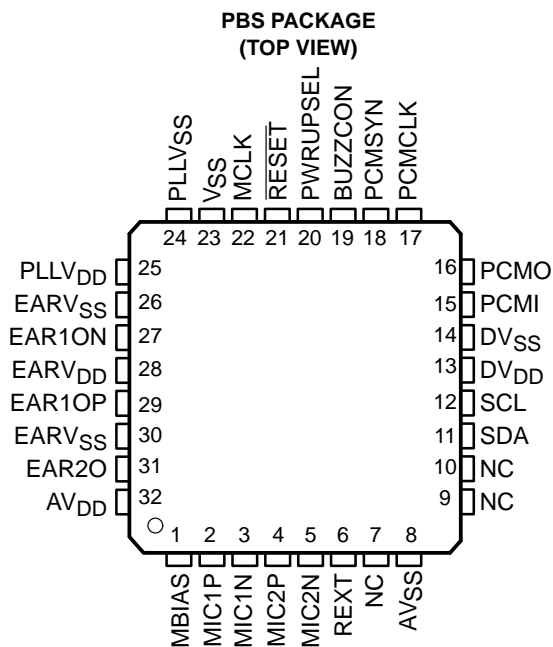 PBS PACKAGE
(TOP VIEW)
PLLVSS
VSS
MCLK
RESET
PWRUPSEL
BUZZCON
PCMSYN
PCMCLK
24 23 22 21 20 19 18 17
PLLVDD 25
EARVSS 26
EAR1ON 27
EARVDD 28
EAR1OP 29
EARVSS 30
EAR2O 31
AVDD 32
16 PCMO
15 PCMI
14 DVSS
13 DVDD
12 SCL
11 SDA
10 NC
9 NC
1 2 3 4 5 6 7 8
MBIAS
MIC1P
MIC1N
MIC2P
MIC2N
REXT
NC
AVSS